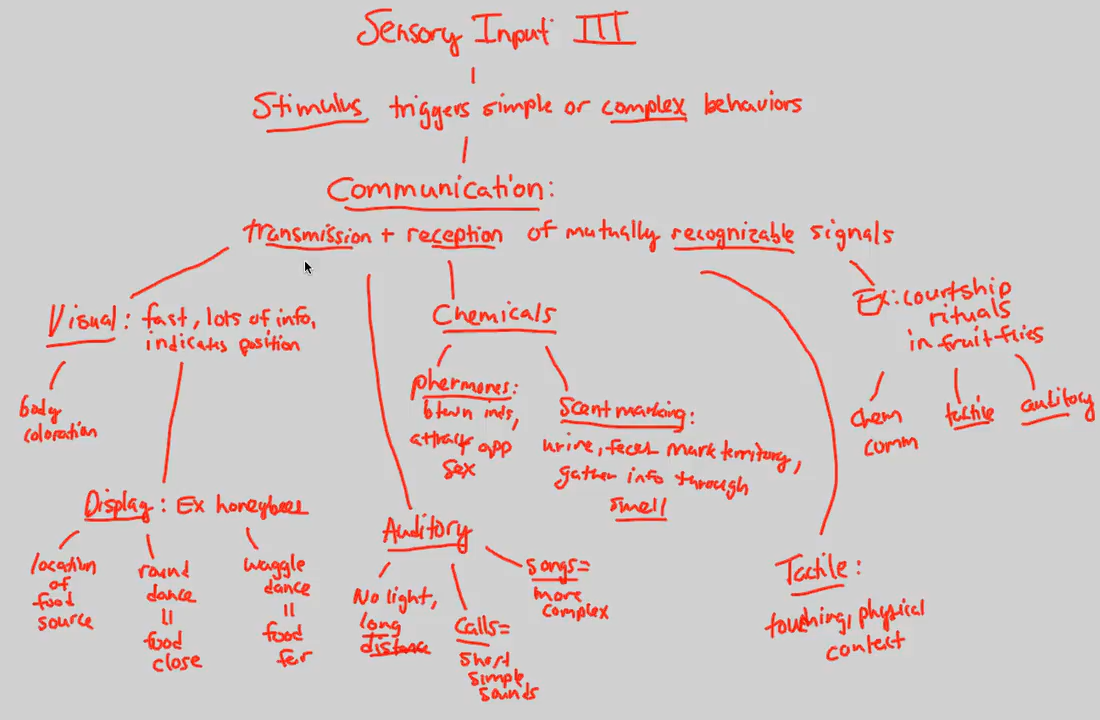 Sensory Input III
Stimulus triggers simple or complex behaviors
Communication:
transmission + reception of mutually recognizable signals
Visual: fast, lots of info,
indicates position
body
coloration
Display: Ex honeybees
location
of
food
source
round
dance
=
food
close
waggle
dance
=
food
far
Auditory
No light,
long
distance
Calls=
short
simple
sounds
songs=
more
complex
Chemicals
phermones:
btwn inds,
attract opp
sex
Scent marking:
urine, feces mark territory,
gather info through
smell
Tactile:
touching, physical
contact
Ex: courtship
rituals
in fruit flies
chem
comm
tactile
auditory